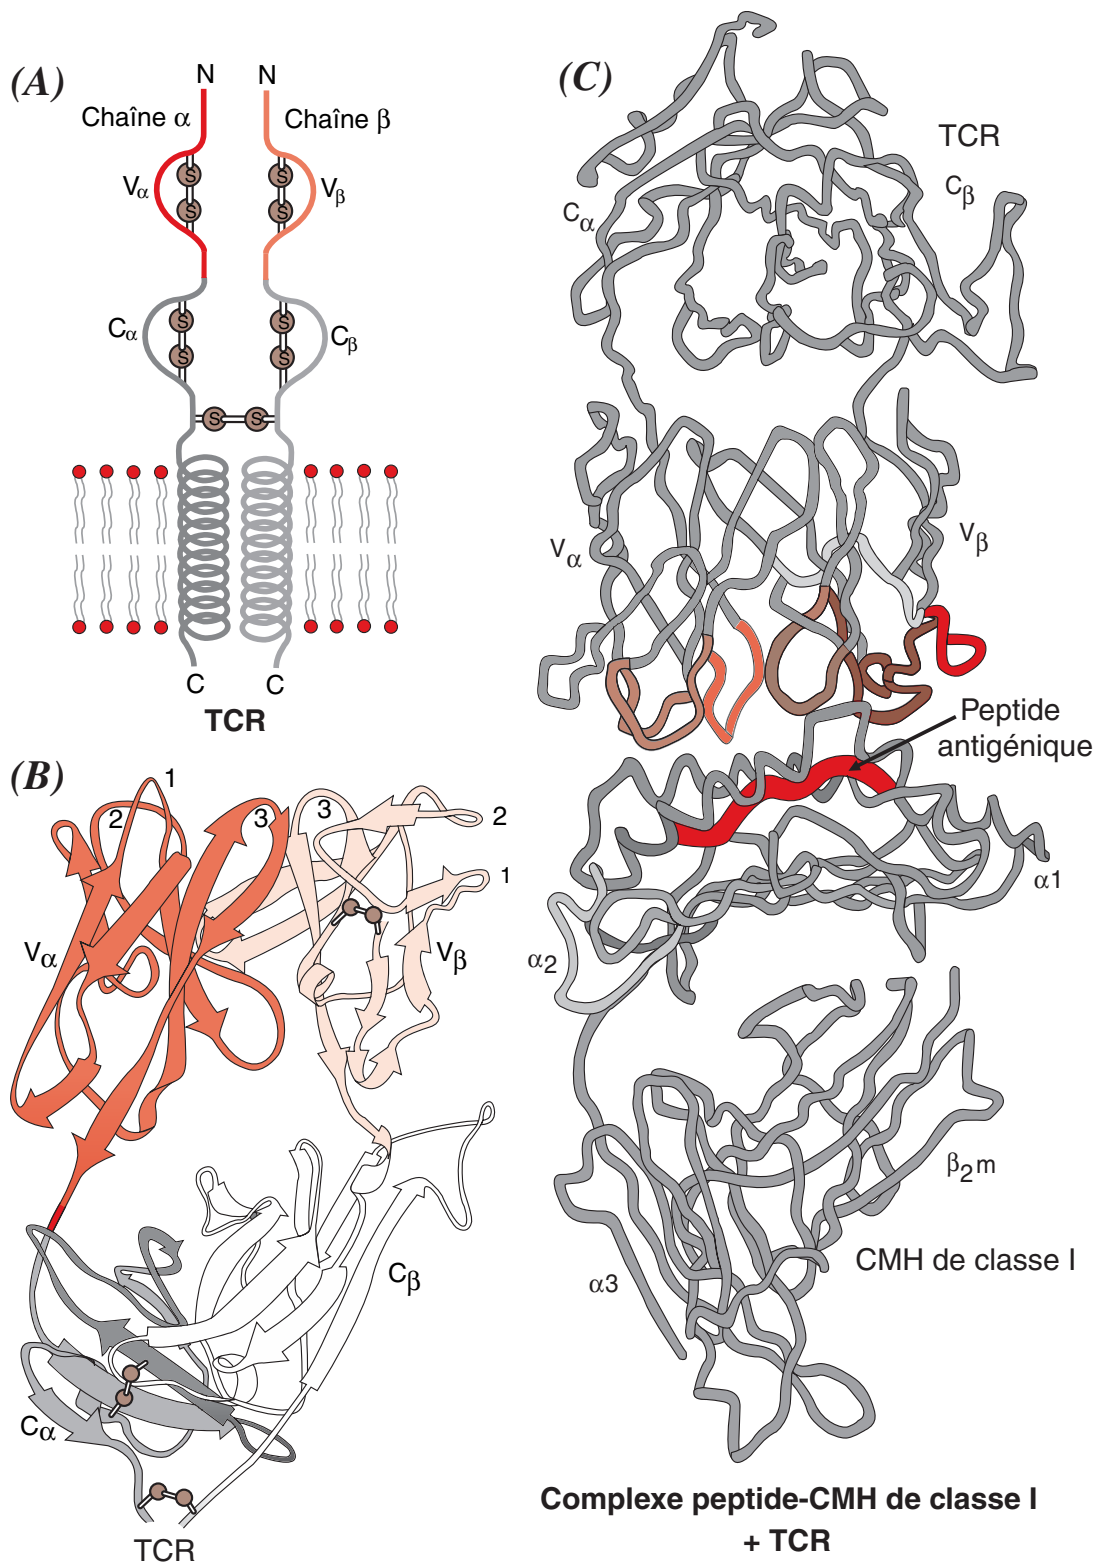 (A)
N N
Chaîne α Chaîne β
S S
Vα Vβ
S S
S S
Cα Cβ
S S
S S
C C
TCR
(B)
1
2 3 3 2
1
Vα Vβ
Cβ
Cα
TCR
(C)
TCR
Cα Cβ
Vα Vβ
Peptide
antigénique
α1
α2
β2m
CMH de classe I
α3
Complexe peptide-CMH de classe I
+ TCR